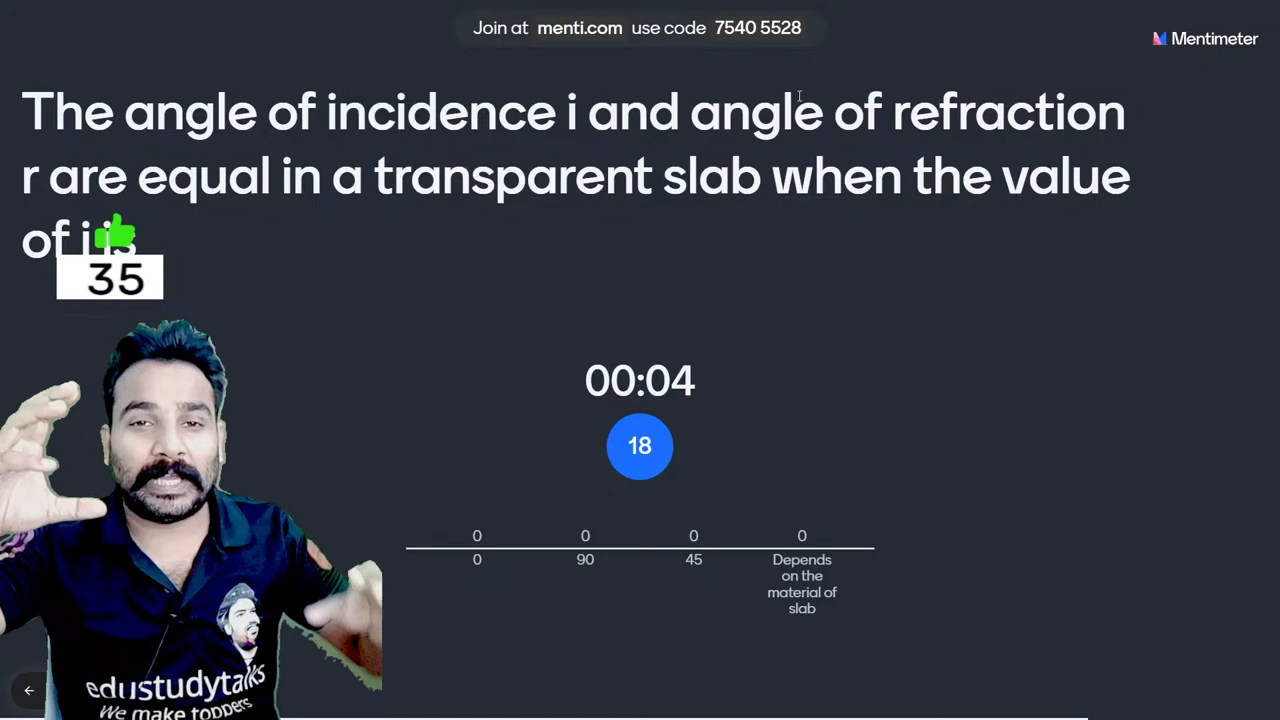 Join at menti.com use code 7540 5528
Mentimeter
The angle of incidence i and angle of refraction
r are equal in a transparent slab when the value
of i is
35
00:04
18
0 0 0 0
0 90 45 Depends
on the
material of
slab
edustudytalks
We make toppers